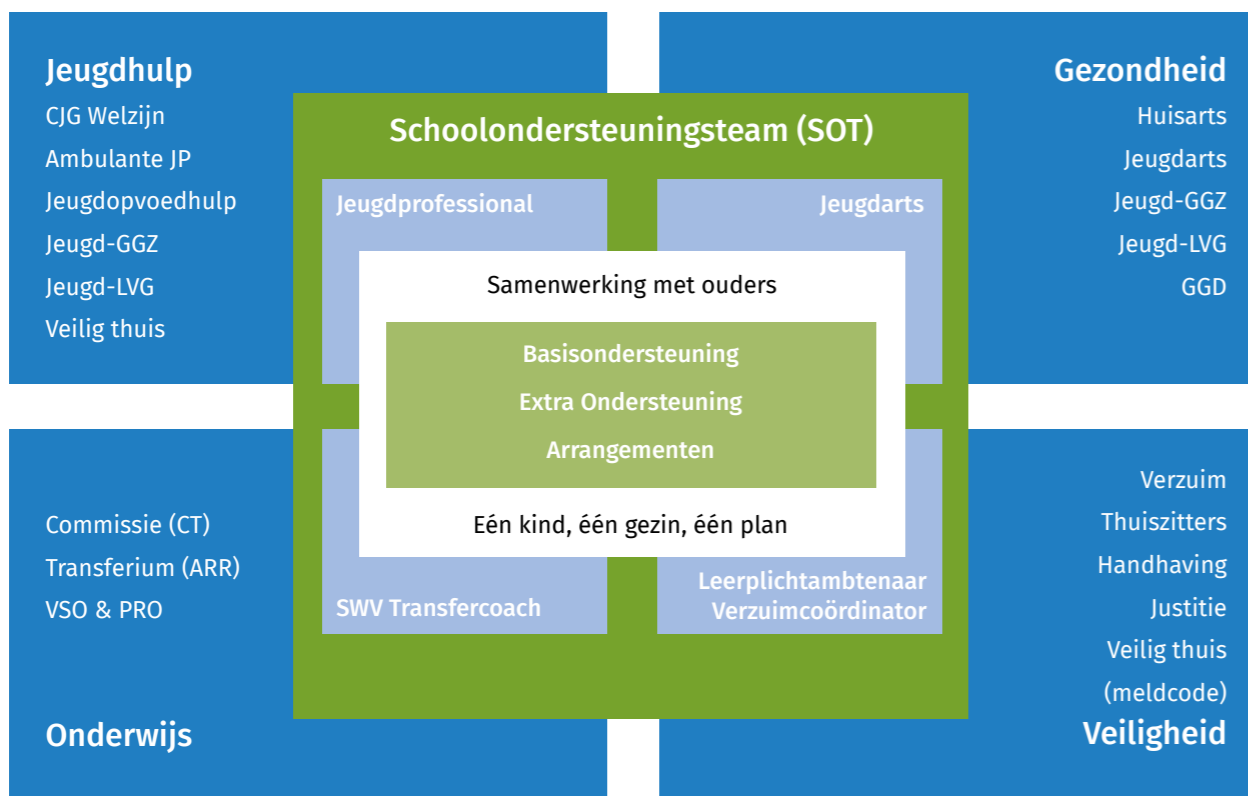 Jeugdhulp
CJG Welzijn
Ambulante JP
Jeugdopvoedhulp
Jeugd-GGZ
Jeugd-LVG
Veilig thuis
Gezondheid
Huisarts
Jeugdarts
Jeugd-GGZ
Jeugd-LVG
GGD
Schoolondersteuningsteam (SOT)
Jeugdprofessional
Jeugdarts
Samenwerking met ouders
Basisondersteuning
Extra Ondersteuning
Arrangementen
Eén kind, één gezin, één plan
SWV Transfercoach
Leerplichtambtenaar
Verzuimcoördinator
Commissie (CT)
Transferium (ARR)
VSO & PRO
Onderwijs
Verzuim
Thuiszitters
Handhaving
Justitie
Veilig thuis
(meldcode)
Veiligheid